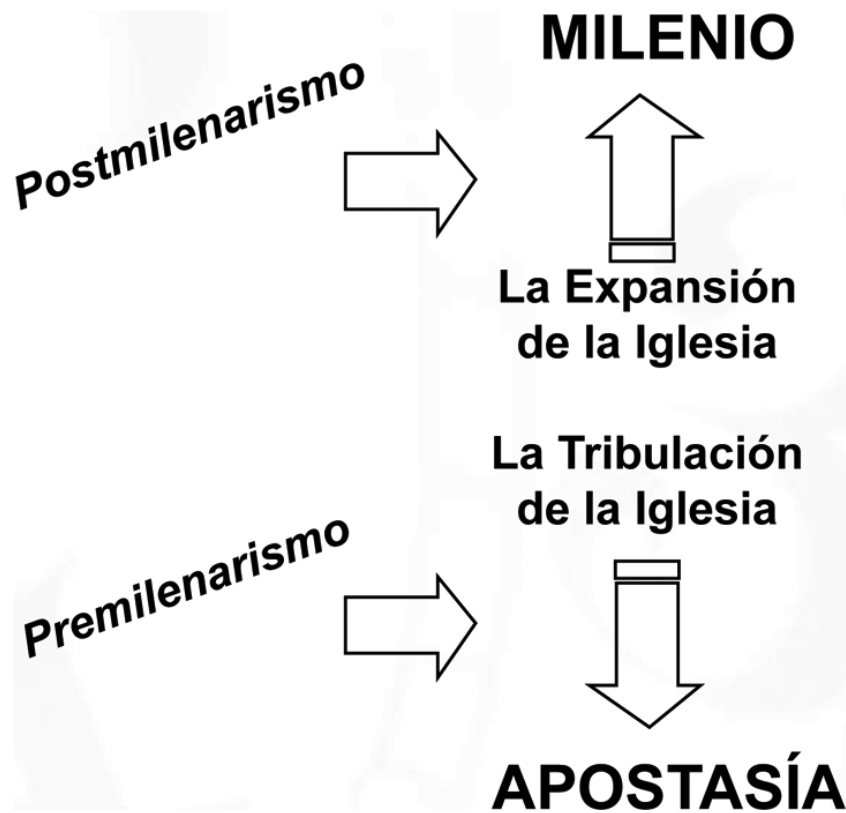 MILENIO
Postmilenarismo
La Expansión
de la Iglesia
La Tribulación
de la Iglesia
Premilenarismo
APOSTASÍA